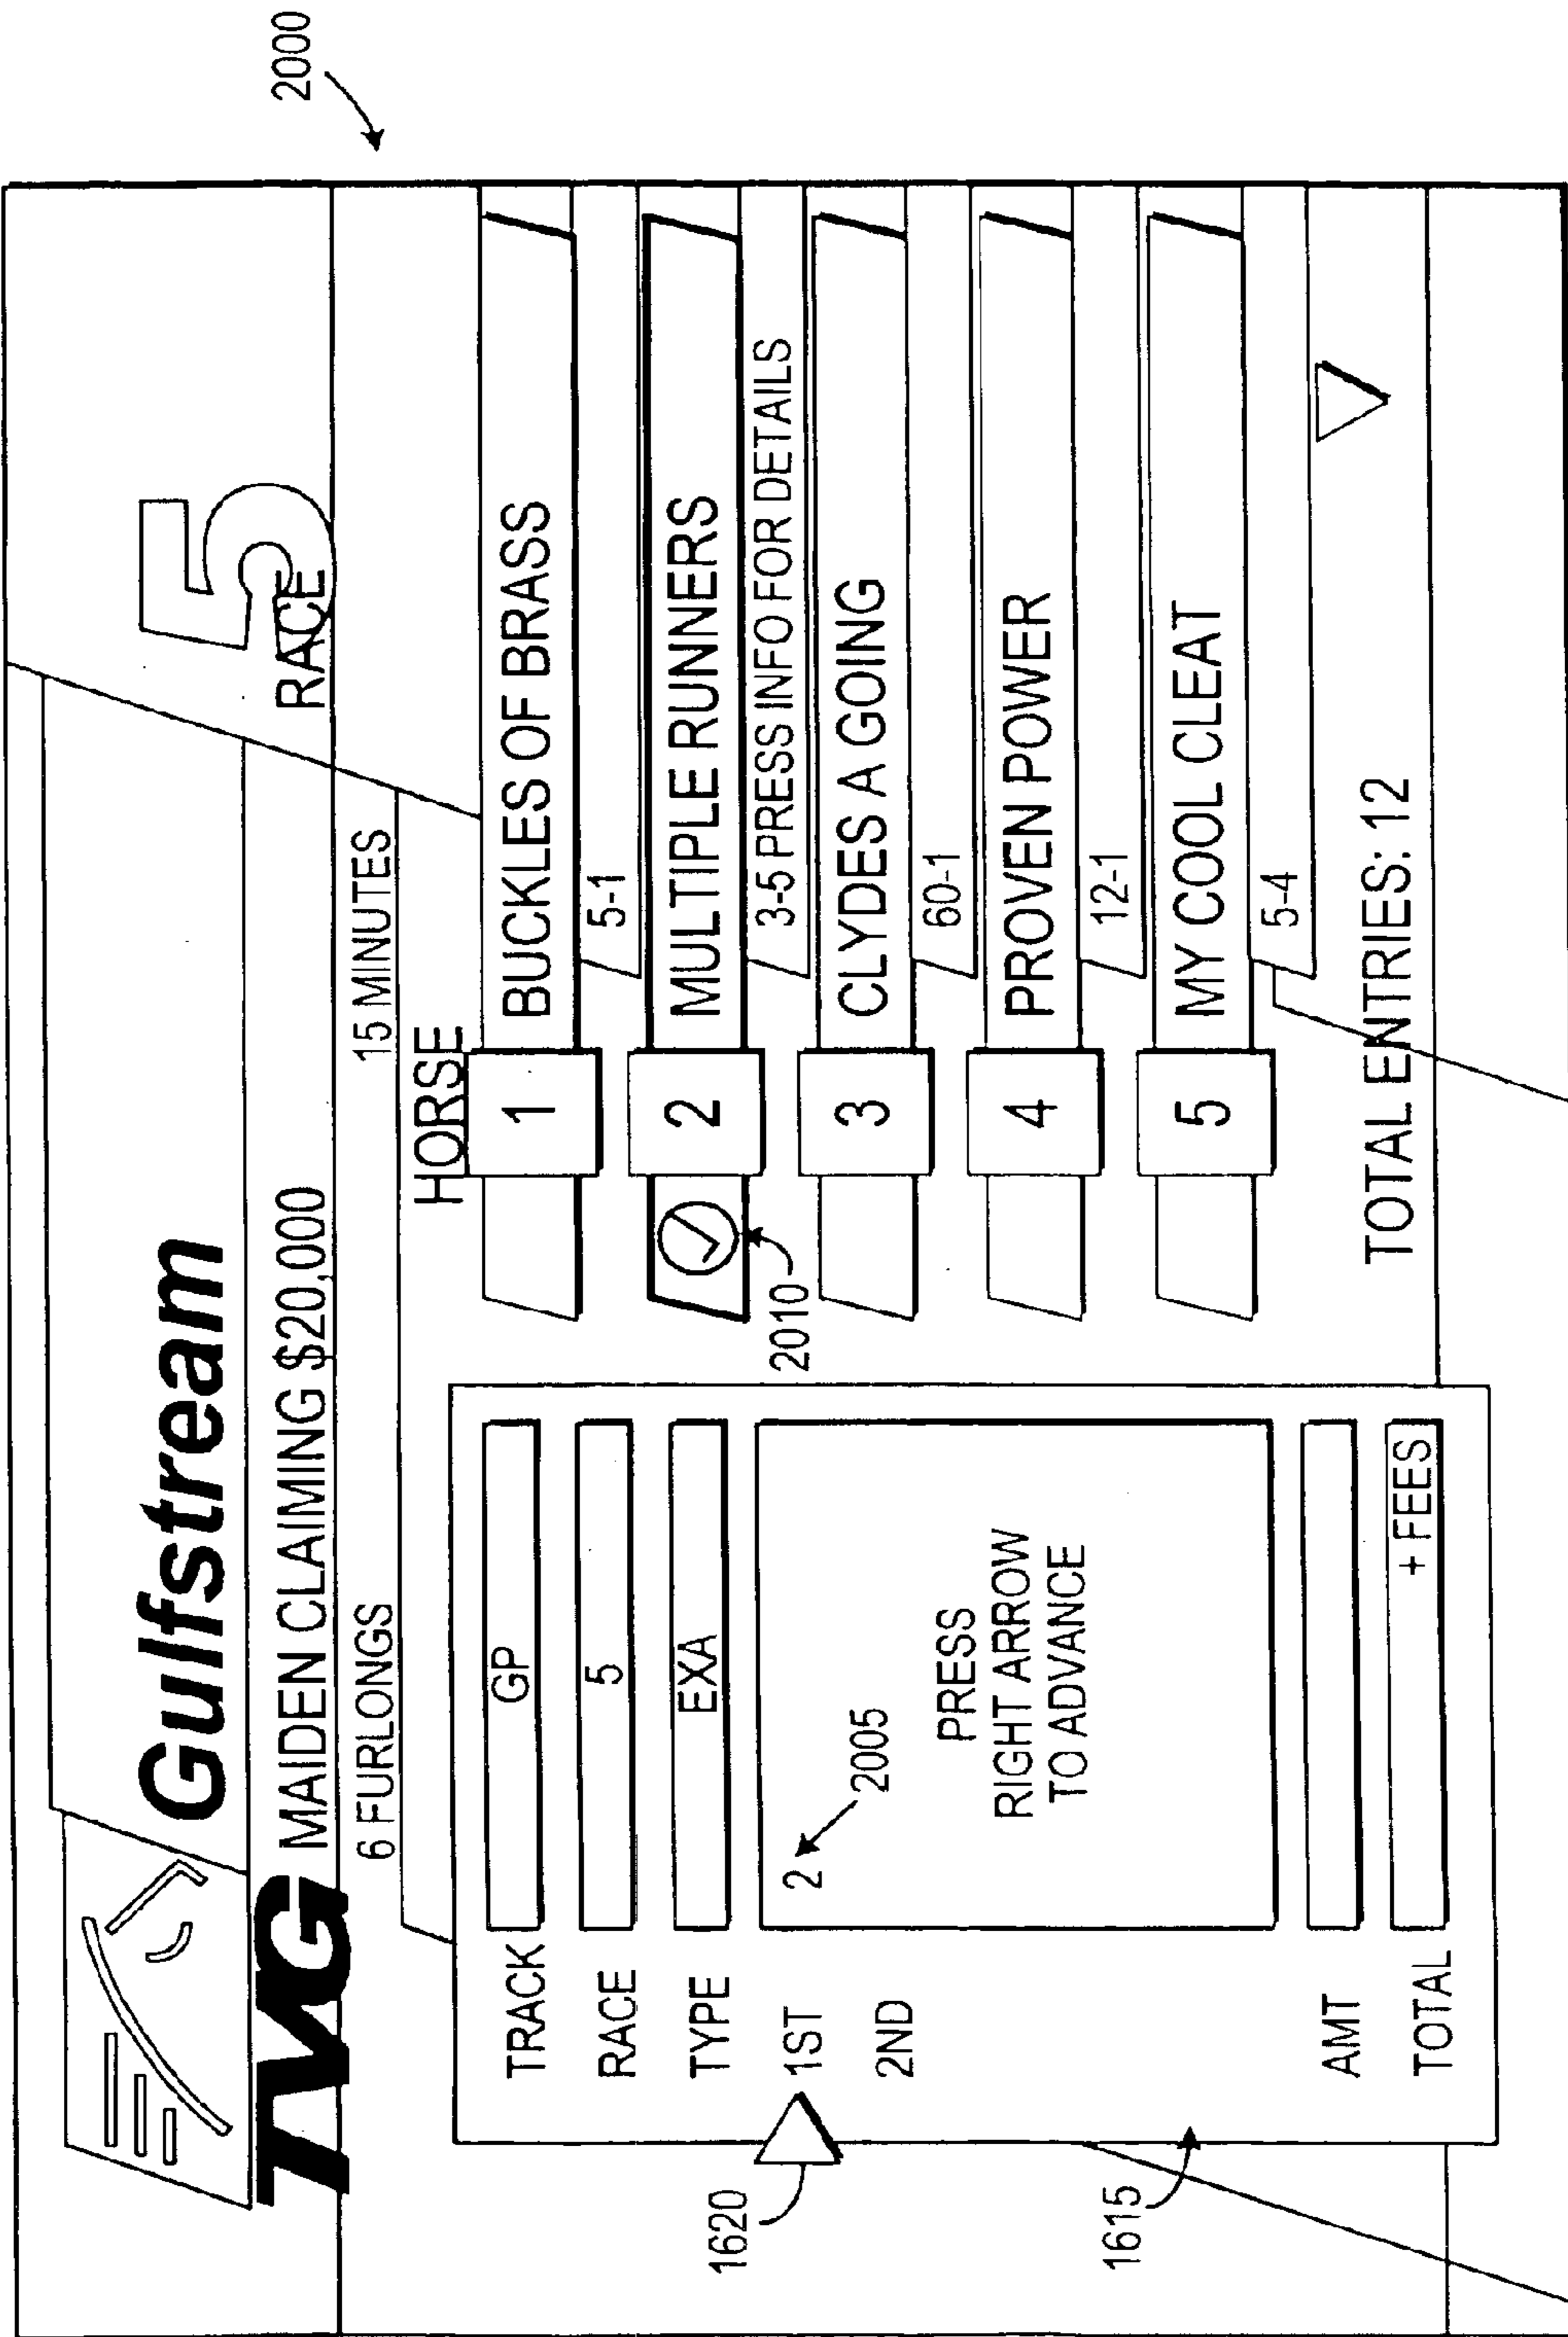 2000
Gulfstream
5
RACE
TVG
MAIDEN CLAIMING $20,000
6 FURLONGS
15 MINUTES
HORSE
TRACK
GP
RACE
5
TYPE
EXA
1ST
2
2005
2ND
PRESS
RIGHT ARROW
TO ADVANCE
AMT
TOTAL
+ FEES
1620
1615
1
BUCKLES OF BRASS
5-1
2
MULTIPLE RUNNERS
3-5 PRESS INFO FOR DETAILS
2010
3
CLYDES A GOING
60-1
4
PROVEN POWER
12-1
5
MY COOL CLEAT
5-4
TOTAL ENTRIES: 12